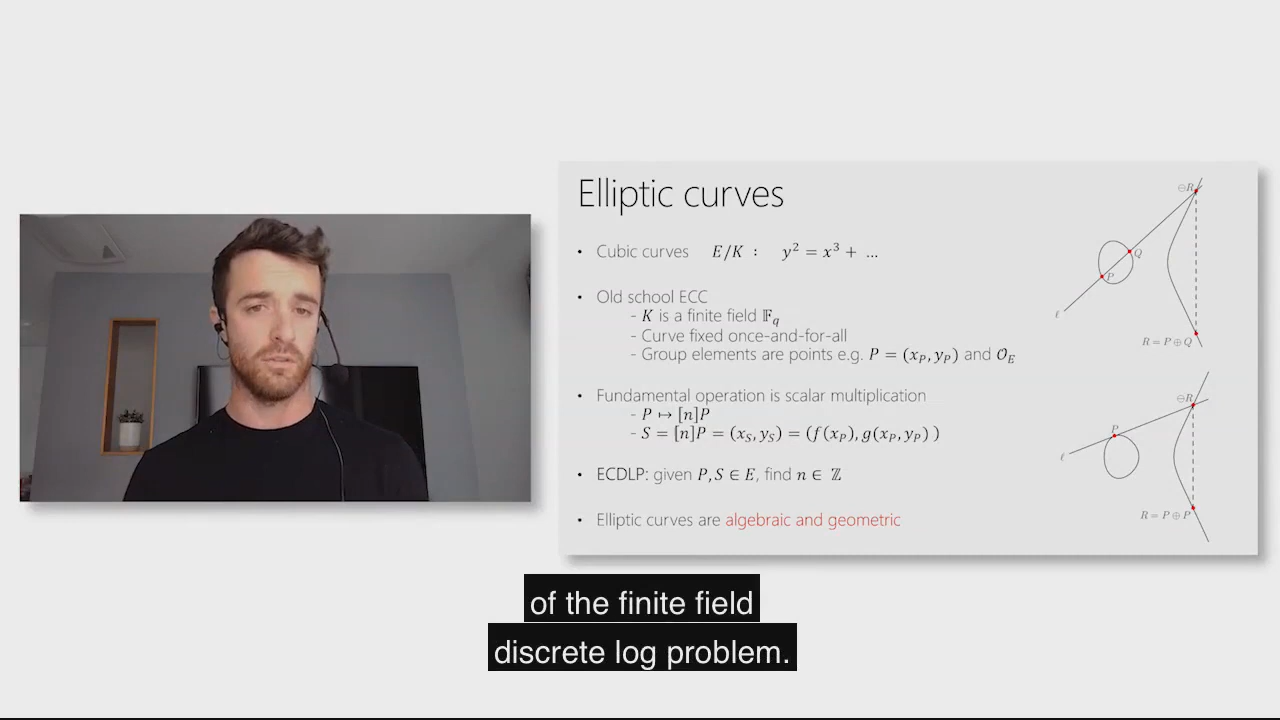 Elliptic curves
• Cubic curves E/K : y² = x³ + …
• Old school ECC
- K is a finite field 𝔽_q
- Curve fixed once-and-for-all
- Group elements are points e.g. P = (x_P, y_P) and 𝒪_E
• Fundamental operation is scalar multiplication
- P ↦ [n]P
- S = [n]P = (x_S, y_S) = (f(x_P), g(x_P, y_P) )
• ECDLP: given P, S ∈ E, find n ∈ ℤ
• Elliptic curves are algebraic and geometric
⊖R
Q
P
ℓ
R = P ⊕ Q
⊖R
P
ℓ
R = P ⊕ P
of the finite field
discrete log problem.